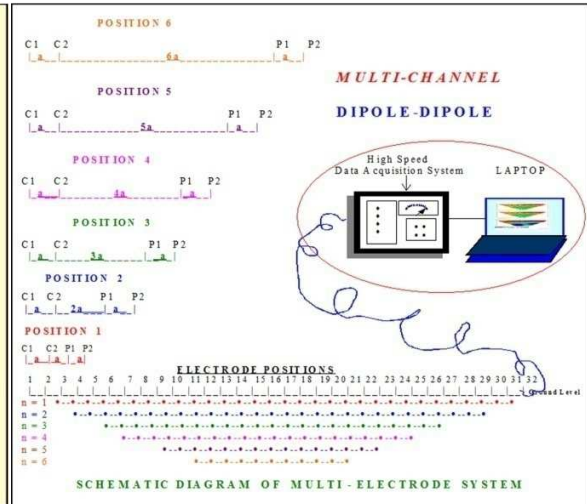 POSITION 6
C1 C2 P1 P2
a 6a a
MULTI-CHANNEL
DIPOLE-DIPOLE
POSITION 5
C1 C2 P1 P2
a 5a a
High Speed
Data Acquisition System
LAPTOP
POSITION 4
C1 C2 P1 P2
a 4a a
POSITION 3
C1 C2 P1 P2
a 3a a
POSITION 2
C1 C2 P1 P2
a 2a a
POSITION 1
C1 C2 P1 P2
a a a
ELECTRODE POSITIONS
1 2 3 4 5 6 7 8 9 10 11 12 13 14 15 16 17 18 19 20 21 22 23 24 25 26 27 28 29 30 31 32
Ground Level
n = 1
n = 2
n = 3
n = 4
n = 5
n = 6
SCHEMATIC DIAGRAM OF MULTI - ELECTRODE SYSTEM